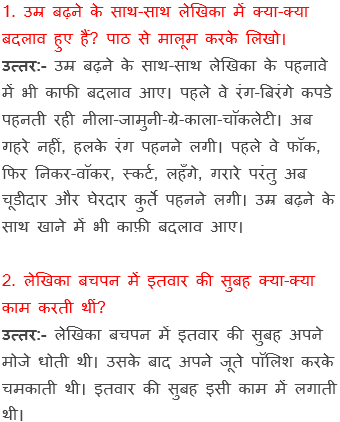 1. उम्र बढ़ने के साथ-साथ लेखिका में क्या-क्या
बदलाव हुए हैं? पाठ से मालूम करके लिखो।
उत्तर:- उम्र बढ़ने के साथ-साथ लेखिका के पहनावे
में भी काफी बदलाव आए। पहले वे रंग-बिरंगे कपडे
पहनती रही नीला-जामुनी-ग्रे-काला-चॉकलेटी। अब
गहरे नहीं, हलके रंग पहनने लगी। पहले वे फॉक,
फिर निकर-वॉकर, स्कर्ट, लहँगे, गरारे परंतु अब
चूडीदार और घेरदार कुर्ते पहनने लगी। उम्र बढ़ने के
साथ खाने में भी काफ़ी बदलाव आए।
2. लेखिका बचपन में इतवार की सुबह क्या-क्या
काम करती थीं?
उत्तर:- लेखिका बचपन में इतवार की सुबह अपने
मोजे धोती थी। उसके बाद अपने जूते पॉलिश करके
चमकाती थी। इतवार की सुबह इसी काम में लगाती
थी।